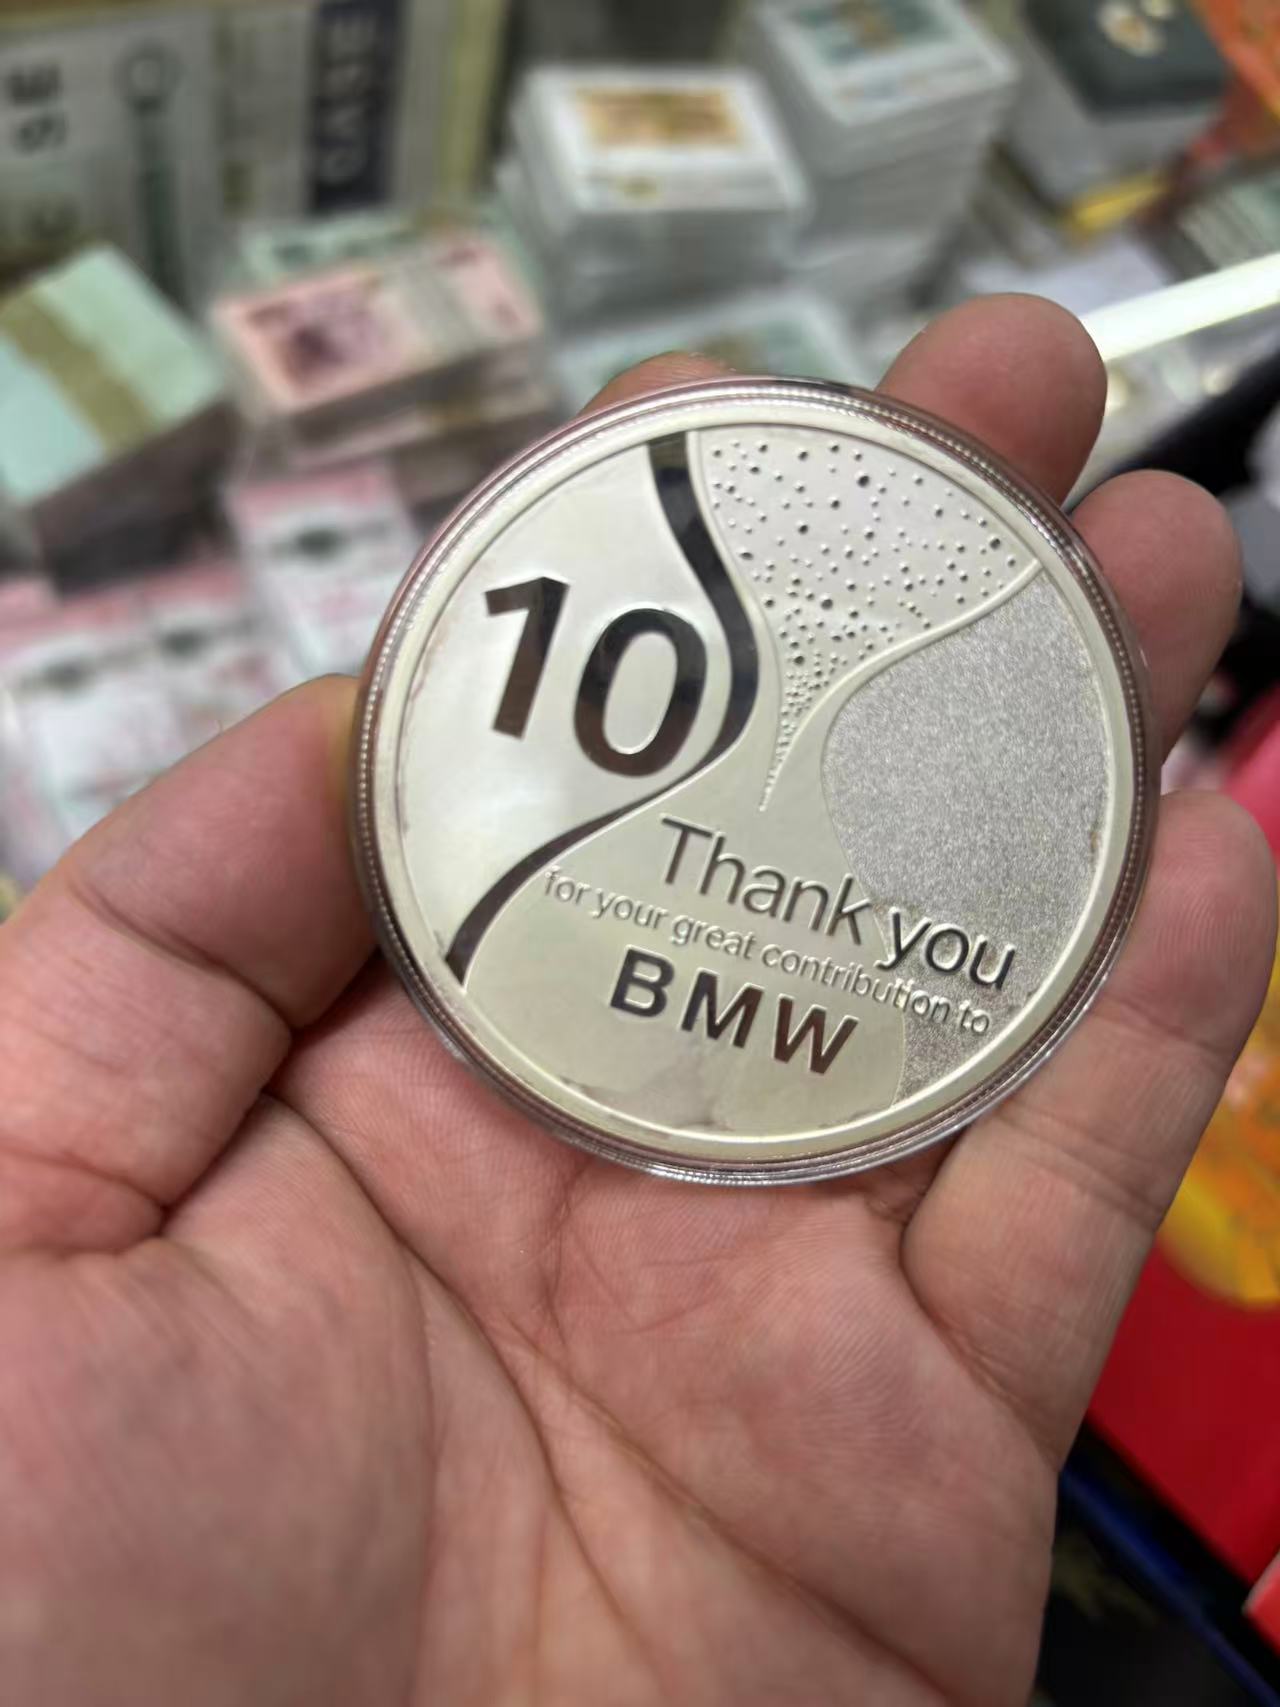 10
Thank you
for your great contribution to
BMW